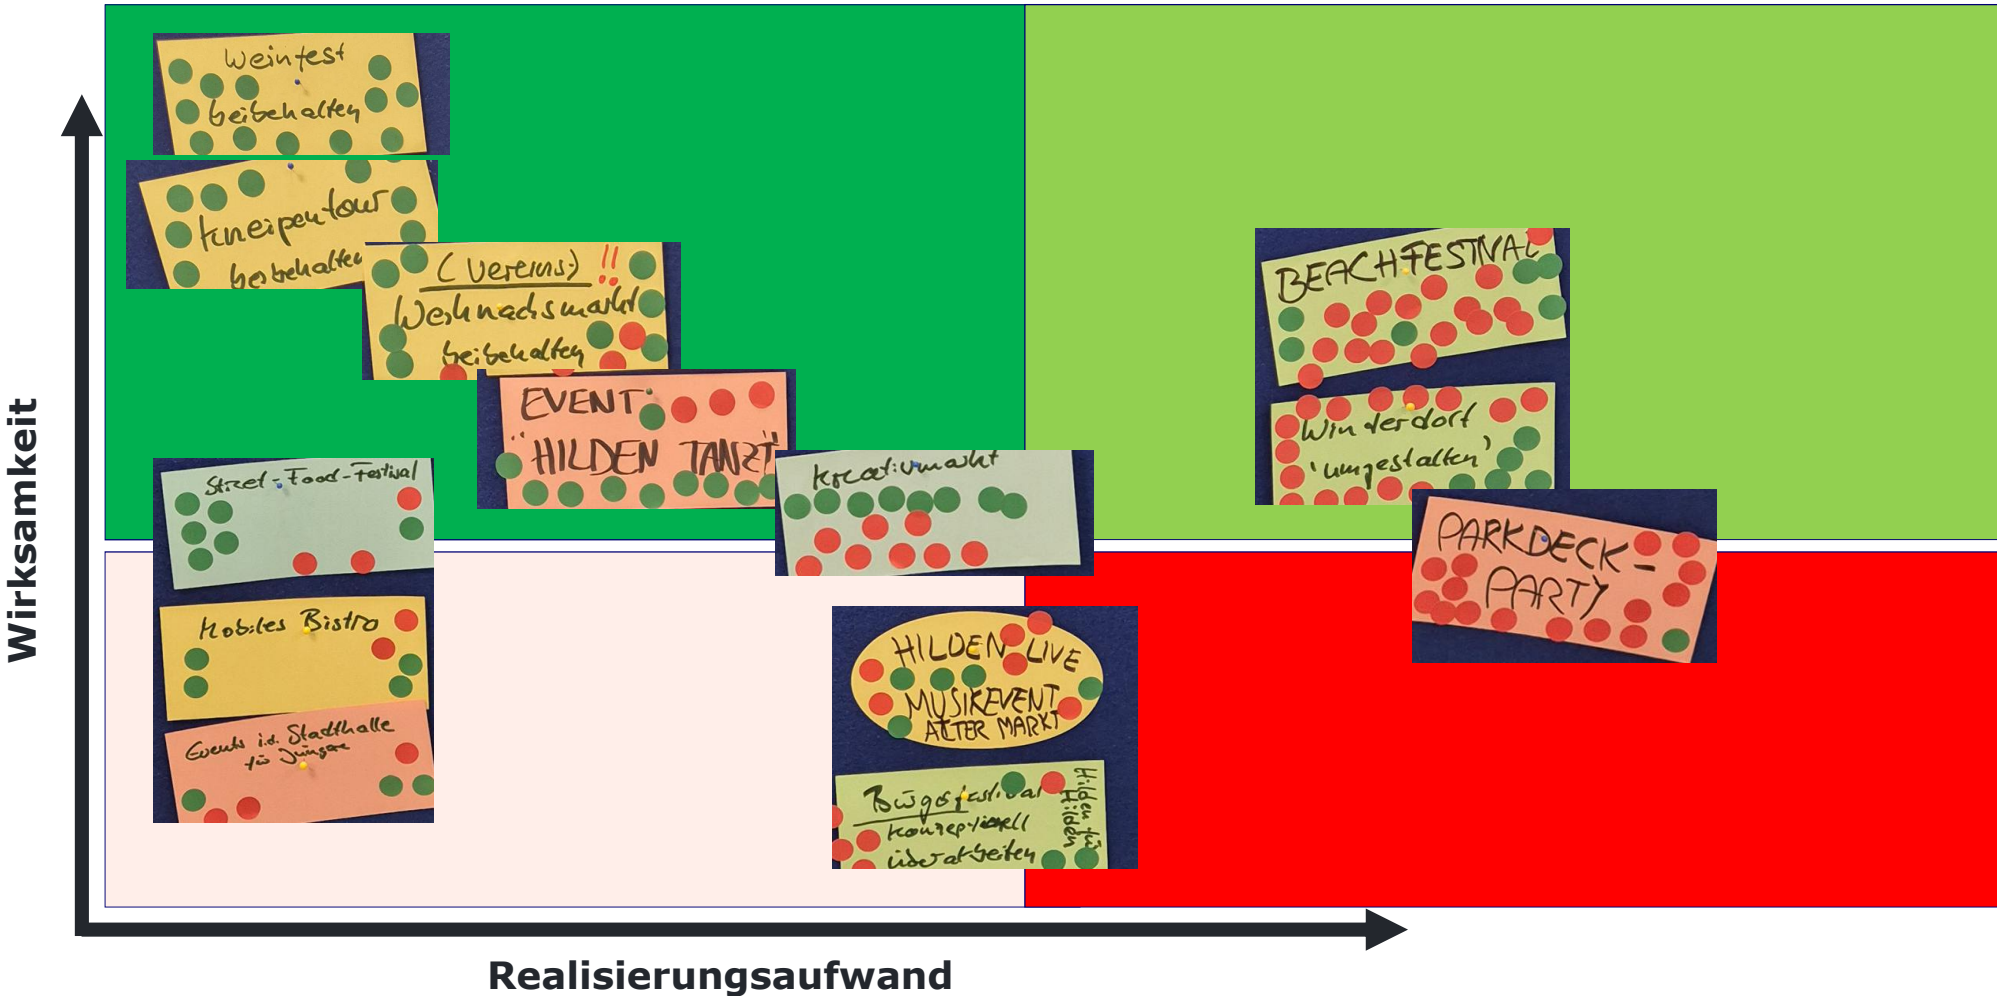 Wirksamkeit
Weinfest
beibehalten
Kneipentour
beibehalten
(Vereins) !!
Weihnachsmarkt
beibehalten
EVENT
"HILDEN TANZT"
Street-Food-Festival
Kreativmarkt
Mobiles Bistro
Events i.d. Stadthalle
für Jüngere
HILDEN LIVE
MUSIKEVENT
ALTER MARKT
Bürgerfestival
konzeptionell
überarbeiten
Hilden für
Hilden
BEACHFESTIVAL
Winterdorf
'umgestalten'
PARKDECK-
PARTY
Realisierungsaufwand